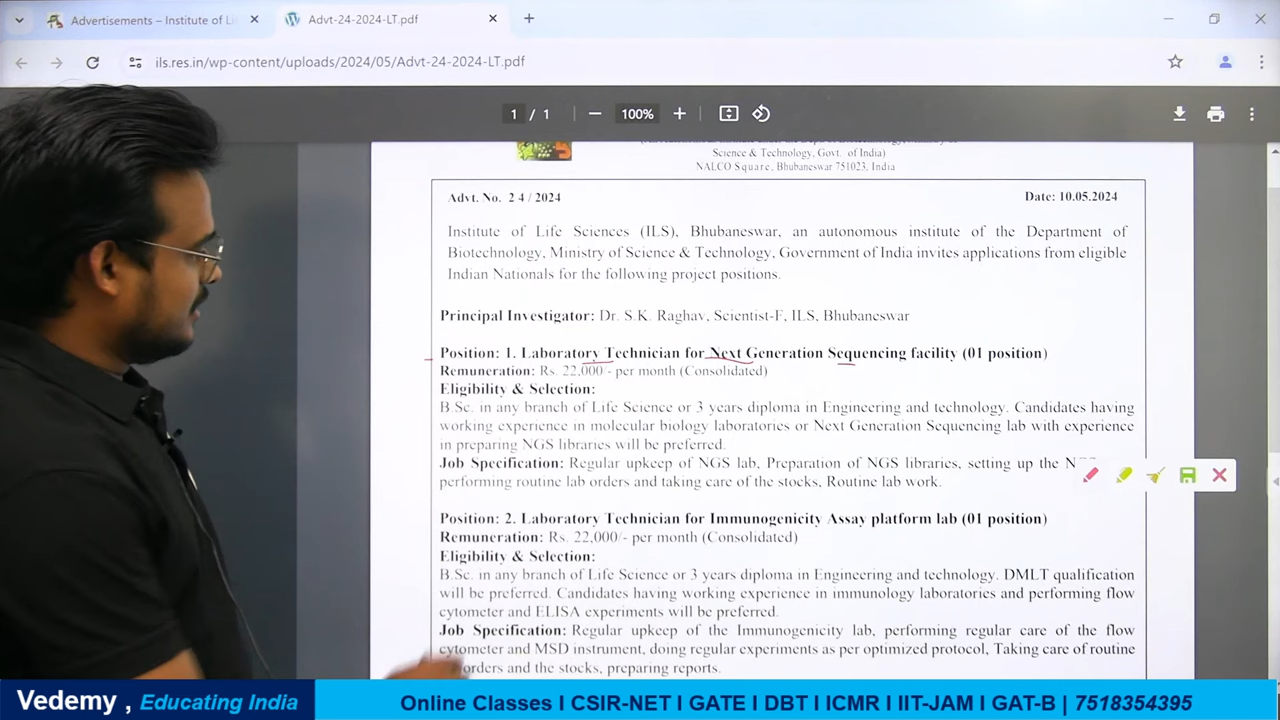 Advertisements – Institute of Li
Advt-24-2024-LT.pdf
ils.res.in/wp-content/uploads/2024/05/Advt-24-2024-LT.pdf
1 / 1
100%
Science & Technology, Govt. of India)
NALCO Square, Bhubaneswar 751023, India
Advt. No. 24/2024 Date: 10.05.2024
Institute of Life Sciences (ILS), Bhubaneswar, an autonomous institute of the Department of
Biotechnology, Ministry of Science & Technology, Government of India invites applications from eligible
Indian Nationals for the following project positions.
Principal Investigator: Dr. S.K. Raghav, Scientist-F, ILS, Bhubaneswar
Position: 1. Laboratory Technician for Next Generation Sequencing facility (01 position)
Remuneration: Rs. 22,000/- per month (Consolidated)
Eligibility & Selection:
B.Sc. in any branch of Life Science or 3 years diploma in Engineering and technology. Candidates having
working experience in molecular biology laboratories or Next Generation Sequencing lab with experience
in preparing NGS libraries will be preferred.
Job Specification: Regular upkeep of NGS lab, Preparation of NGS libraries, setting up the
performing routine lab orders and taking care of the stocks, Routine lab work.
Position: 2. Laboratory Technician for Immunogenicity Assay platform lab (01 position)
Remuneration: Rs. 22,000/- per month (Consolidated)
Eligibility & Selection:
B.Sc. in any branch of Life Science or 3 years diploma in Engineering and technology. DMLT qualification
will be preferred. Candidates having working experience in immunology laboratories and performing flow
cytometer and ELISA experiments will be preferred.
Job Specification: Regular upkeep of the Immunogenicity lab, performing regular care of the flow
cytometer and MSD instrument, doing regular experiments as per optimized protocol, Taking care of routine
orders and the stocks, preparing reports.
Vedemy , Educating India
Online Classes I CSIR-NET I GATE I DBT I ICMR I IIT-JAM I GAT-B | 7518354395